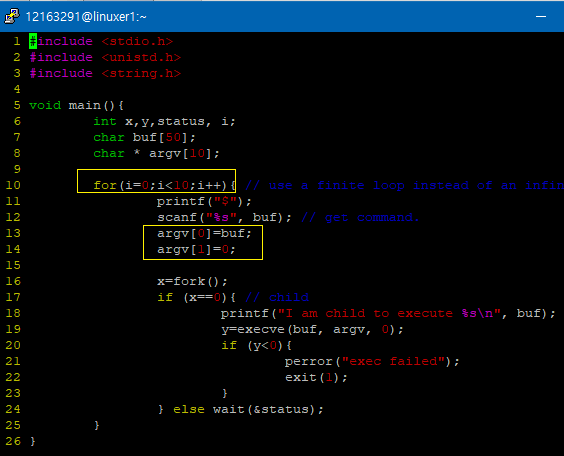 12163291@linuxer1:~
1 #include <stdio.h>
2 #include <unistd.h>
3 #include <string.h>
4
5 void main(){
6 int x,y,status, i;
7 char buf[50];
8 char * argv[10];
9
10 for(i=0;i<10;i++){ // use a finite loop instead of an infin
11 printf("$");
12 scanf("%s", buf); // get command.
13 argv[0]=buf;
14 argv[1]=0;
15
16 x=fork();
17 if (x==0){ // child
18 printf("I am child to execute %s\n", buf);
19 y=execve(buf, argv, 0);
20 if (y<0){
21 perror("exec failed");
22 exit(1);
23 }
24 } else wait(&status);
25 }
26 }